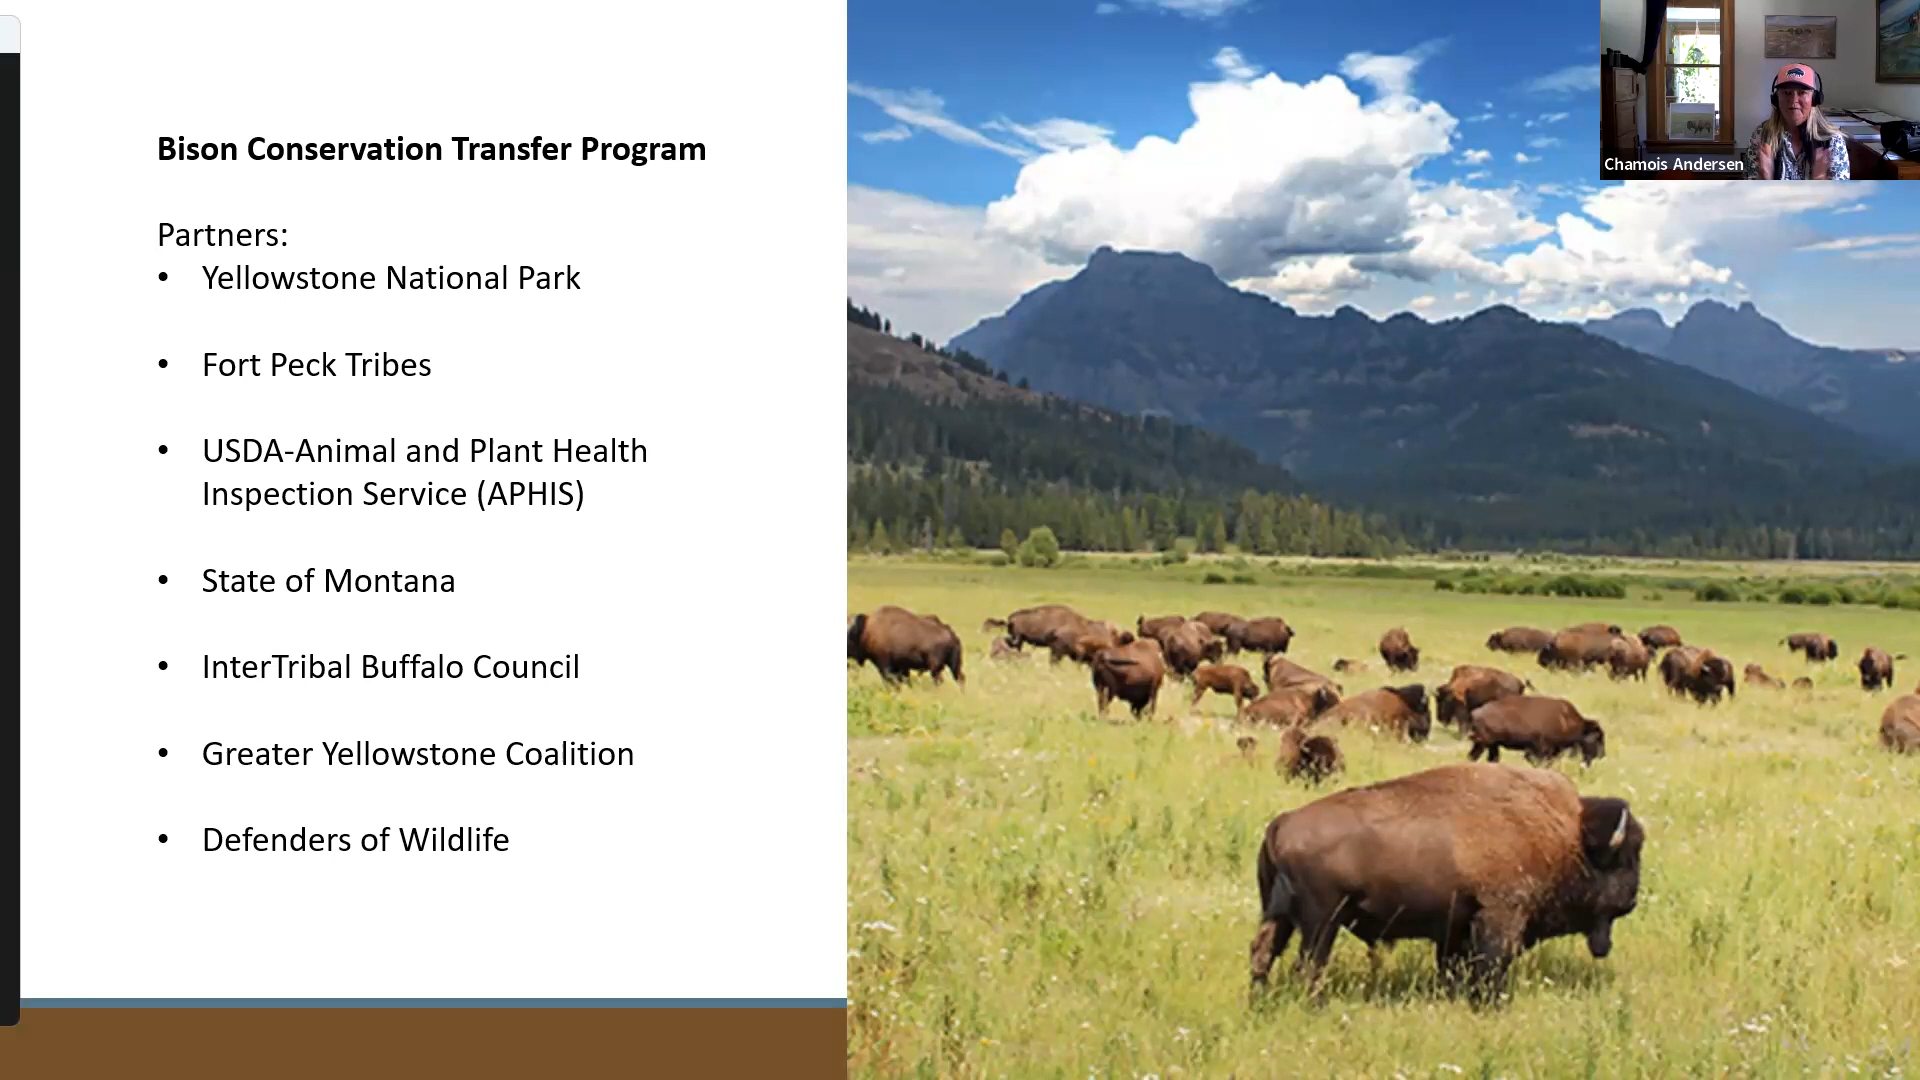 Bison Conservation Transfer Program
Partners:
• Yellowstone National Park
• Fort Peck Tribes
• USDA-Animal and Plant Health
Inspection Service (APHIS)
• State of Montana
• InterTribal Buffalo Council
• Greater Yellowstone Coalition
• Defenders of Wildlife
Chamois Andersen